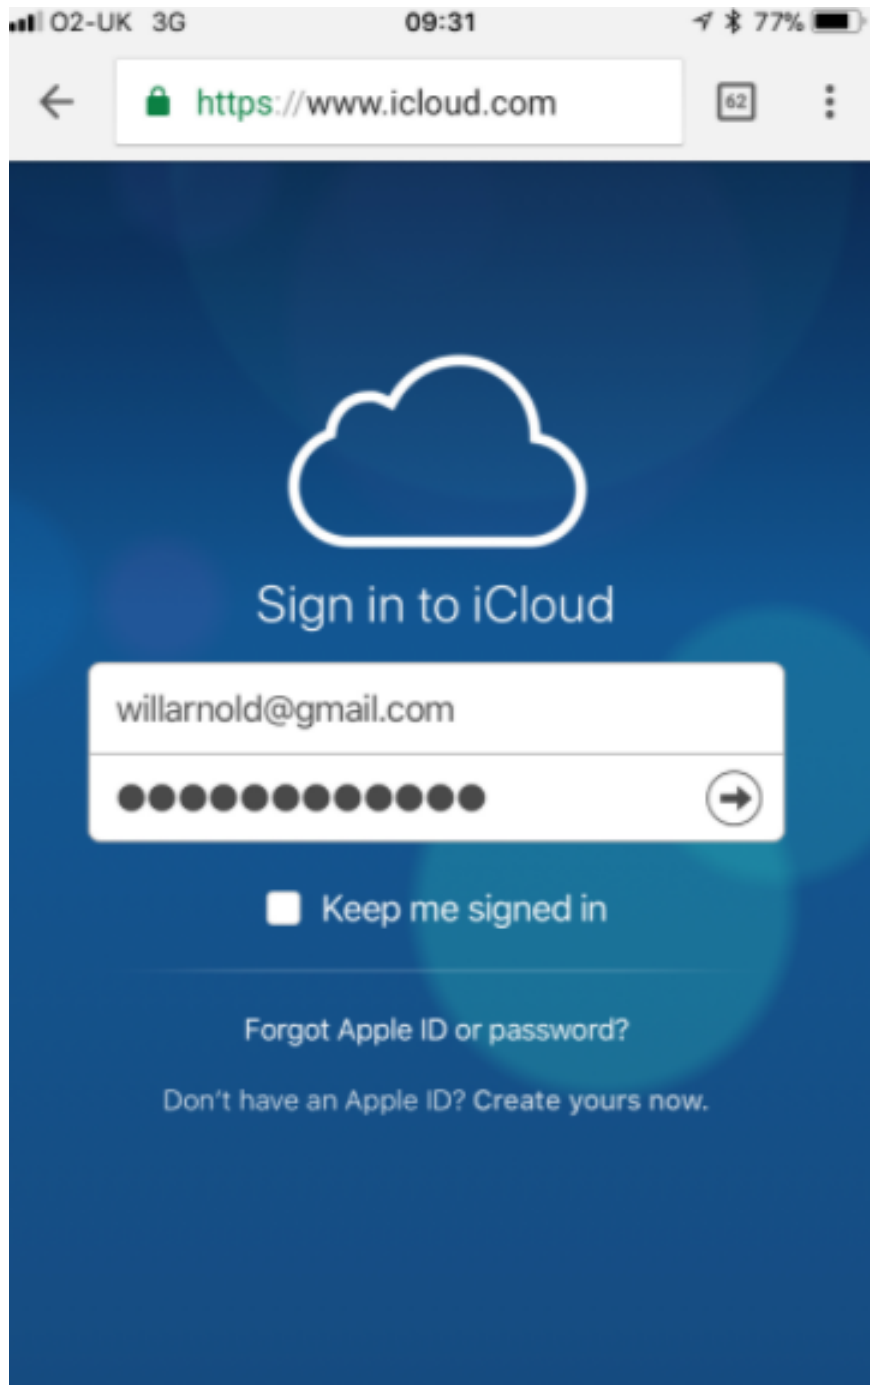 O2-UK 3G 09:31 77%
https://www.icloud.com 62
Sign in to iCloud
willarnold@gmail.com
●●●●●●●●●●●●
Keep me signed in
Forgot Apple ID or password?
Don't have an Apple ID? Create yours now.